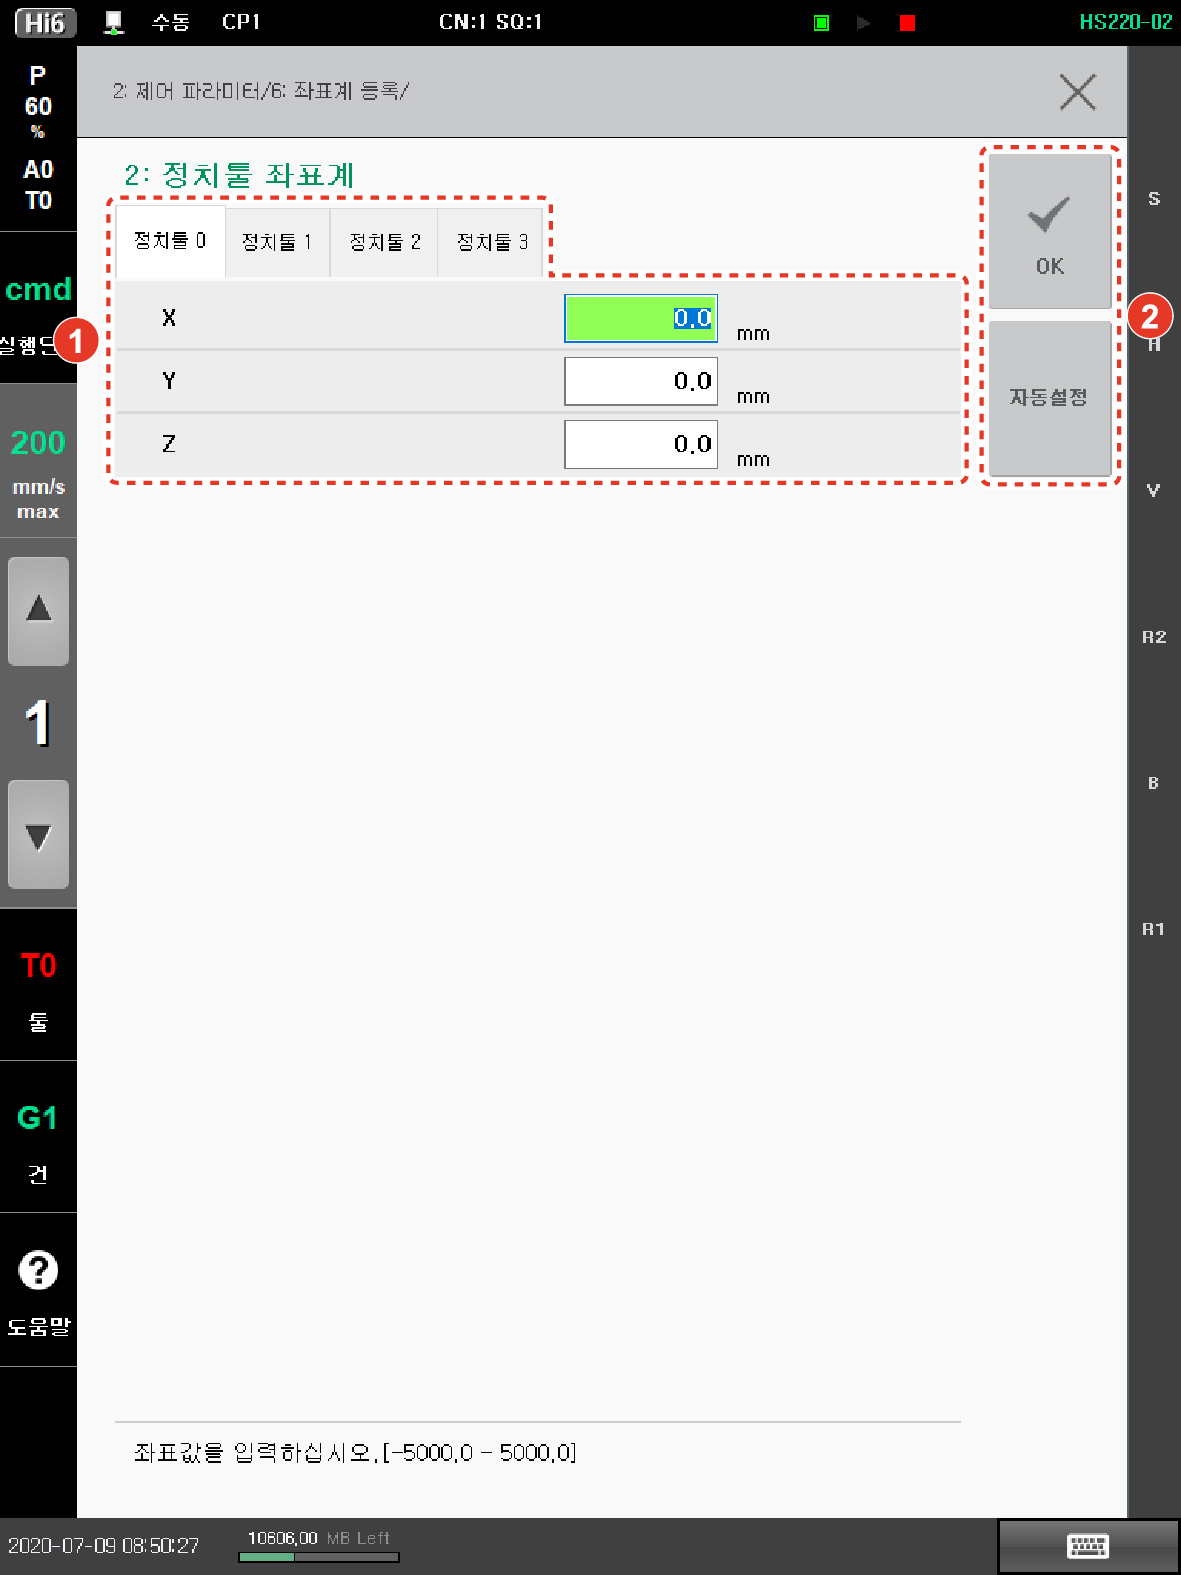 Hi6 수동 CP1 CN:1 SQ:1 HS220-02
P
60
%
A0
T0
cmd
200
mm/s
max
1
T0
툴
G1
건
?
도움말
2: 제어 파라미터/6: 좌표계 등록/
2: 정치툴 좌표계
정치툴 0 정치툴 1 정치툴 2 정치툴 3
1
X 0.0 mm
Y 0.0 mm
Z 0.0 mm
OK
2
자동설정
S
H
V
R2
B
R1
좌표값을 입력하십시오.[-5000.0 - 5000.0]
2020-07-09 08:50:27 10606.00 MB Left